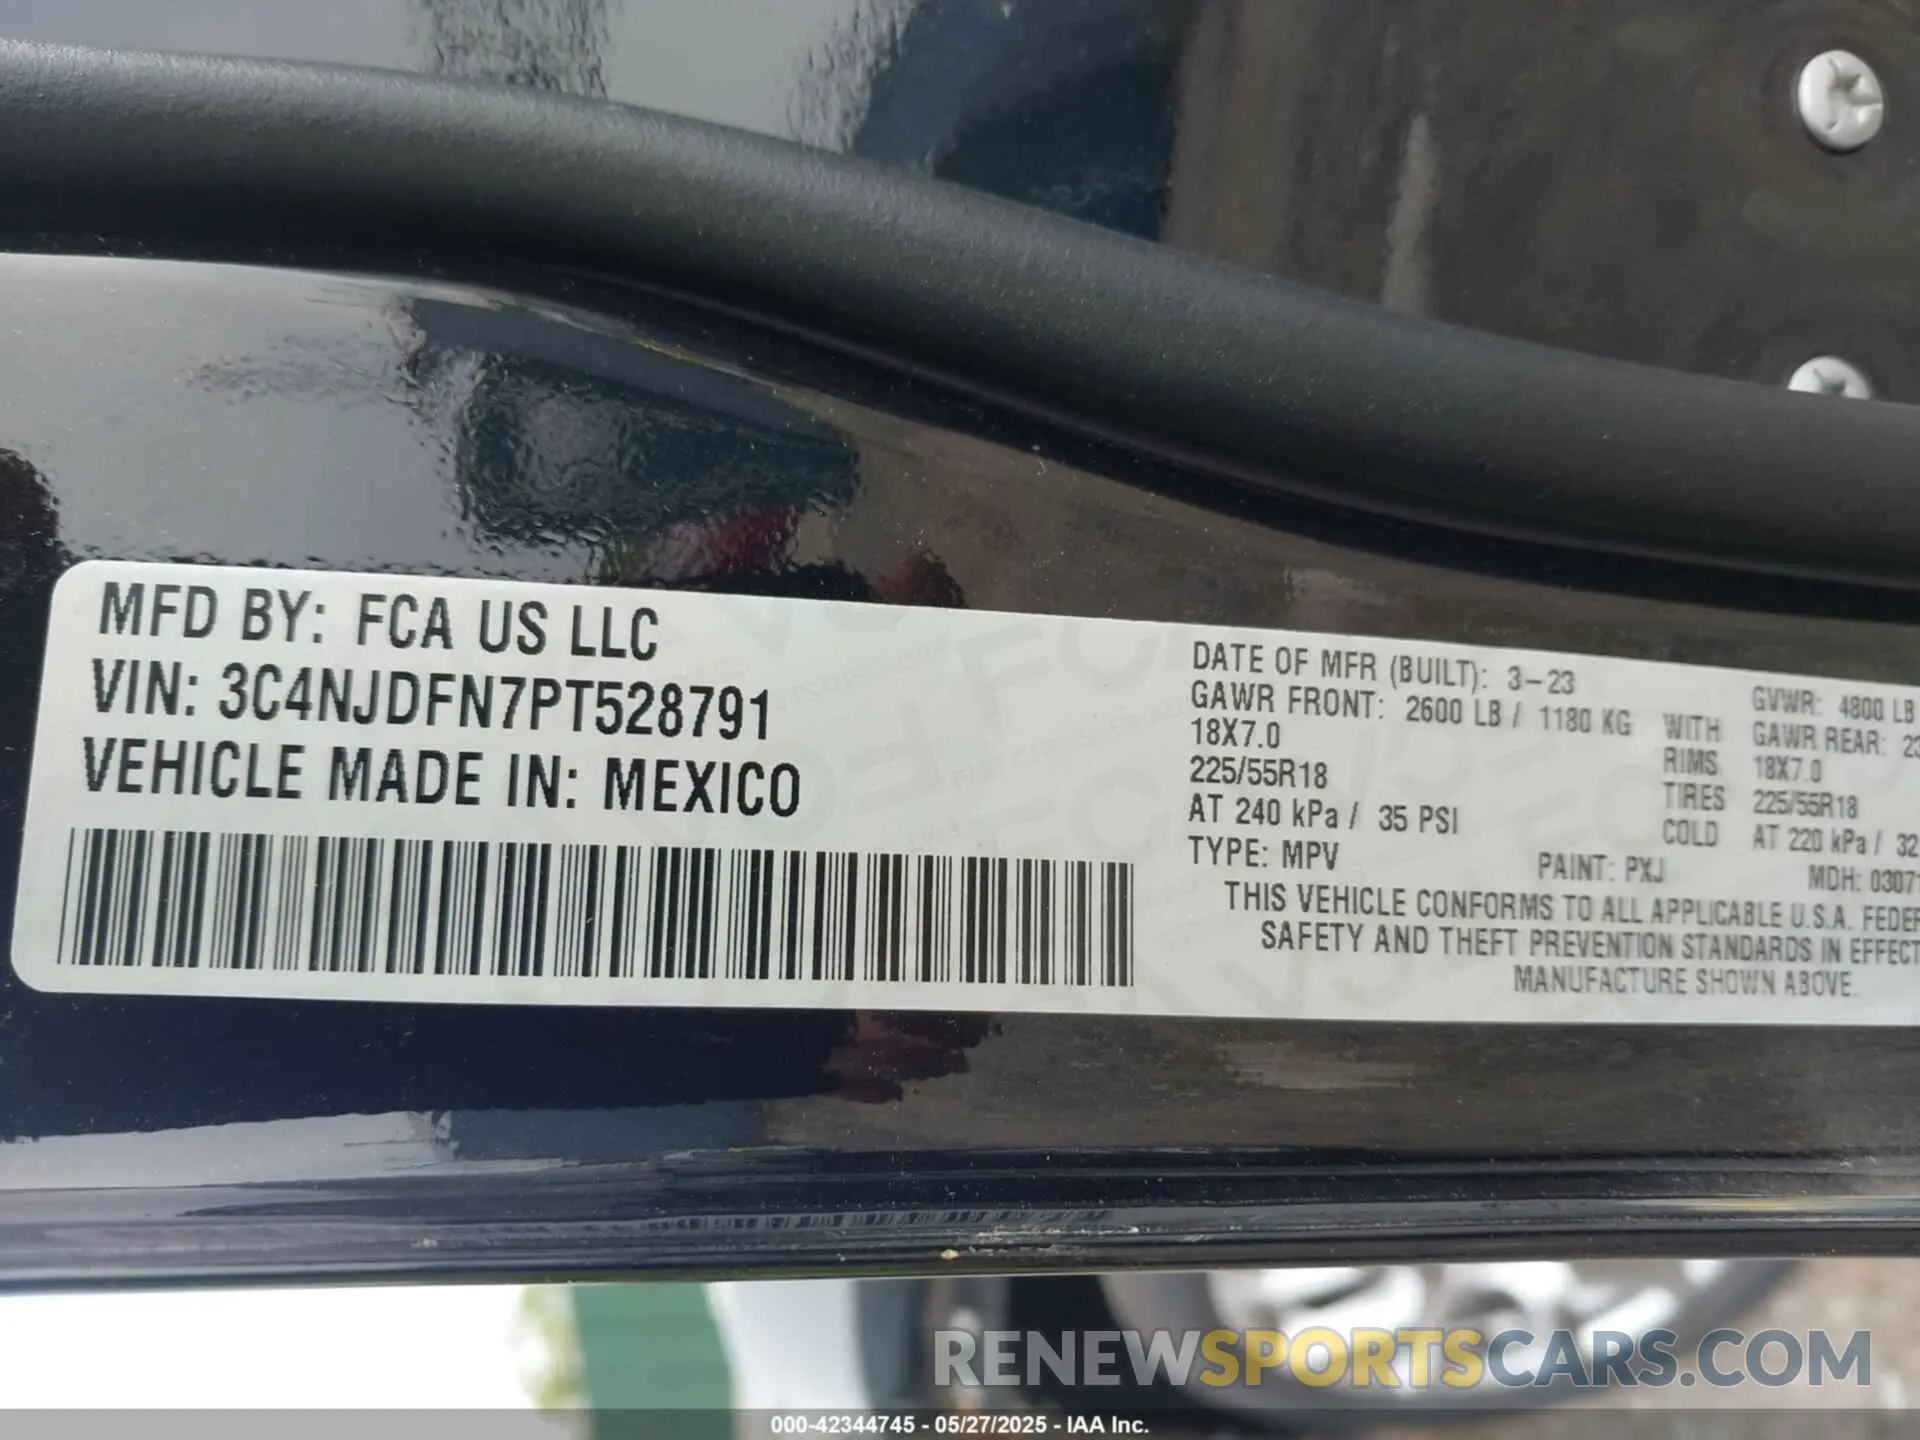 MFD BY: FCA US LLC
VIN: 3C4NJDFN7PT528791
VEHICLE MADE IN: MEXICO
DATE OF MFR (BUILT): 3-23
GAWR FRONT: 2600 LB / 1180 KG
18X7.0
225/55R18
AT 240 kPa / 35 PSI
TYPE: MPV
WITH
RIMS
TIRES
COLD
GVWR: 4800 LB
GAWR REAR:
18X7.0
225/55R18
AT 220 kPa / 32
PAINT: PXJ
MDH: 0307
THIS VEHICLE CONFORMS TO ALL APPLICABLE U.S.A. FEDER
SAFETY AND THEFT PREVENTION STANDARDS IN EFFECT
MANUFACTURE SHOWN ABOVE.
RENEWSPORTSCARS.COM
000-42344745 - 05/27/2025 - IAA Inc.